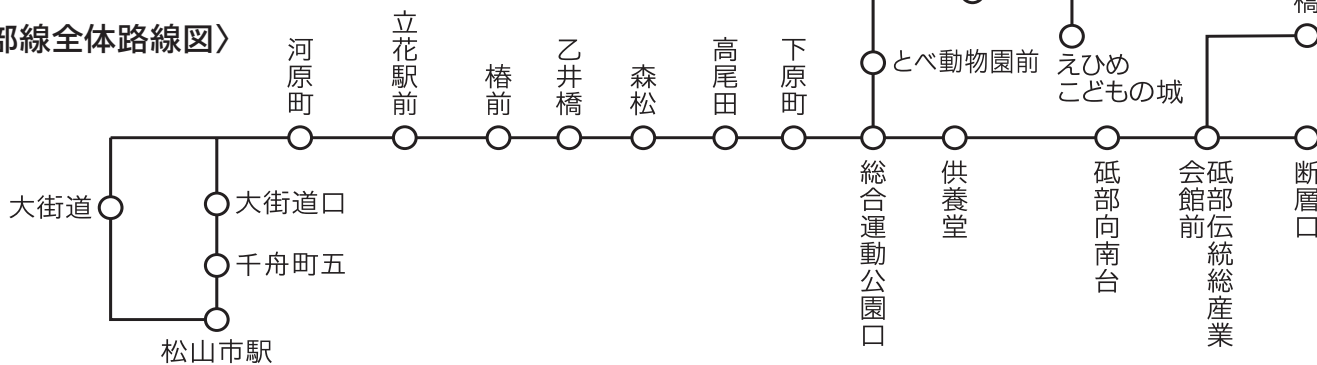 部線全体路線図〉
河原町
立花駅前
椿前
乙井橋
森松
高尾田
下原町
とべ動物園前
えひめ
こどもの城
橋
大街道
大街道口
千舟町五
松山市駅
総合運動公園口
供養堂
砥部向南台
砥部伝統総産業
会館前
断層口